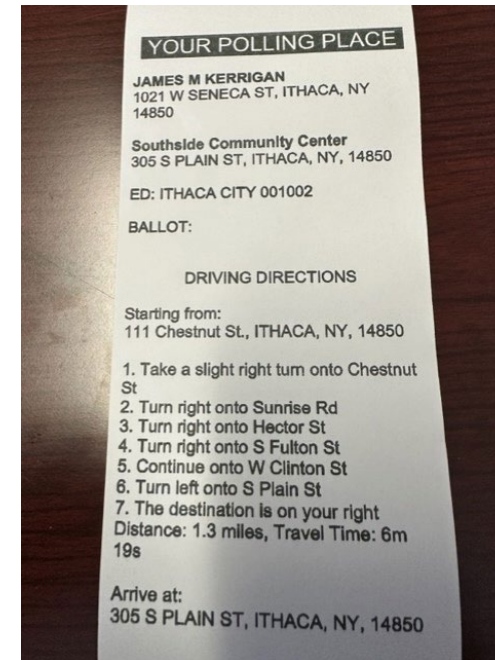 YOUR POLLING PLACE
JAMES M KERRIGAN
1021 W SENECA ST, ITHACA, NY
14850
Southside Community Center
305 S PLAIN ST, ITHACA, NY, 14850
ED: ITHACA CITY 001002
BALLOT:
DRIVING DIRECTIONS
Starting from:
111 Chestnut St., ITHACA, NY, 14850
1. Take a slight right turn onto Chestnut
St
2. Turn right onto Sunrise Rd
3. Turn right onto Hector St
4. Turn right onto S Fulton St
5. Continue onto W Clinton St
6. Turn left onto S Plain St
7. The destination is on your right
Distance: 1.3 miles, Travel Time: 6m
19s
Arrive at:
305 S PLAIN ST, ITHACA, NY, 14850